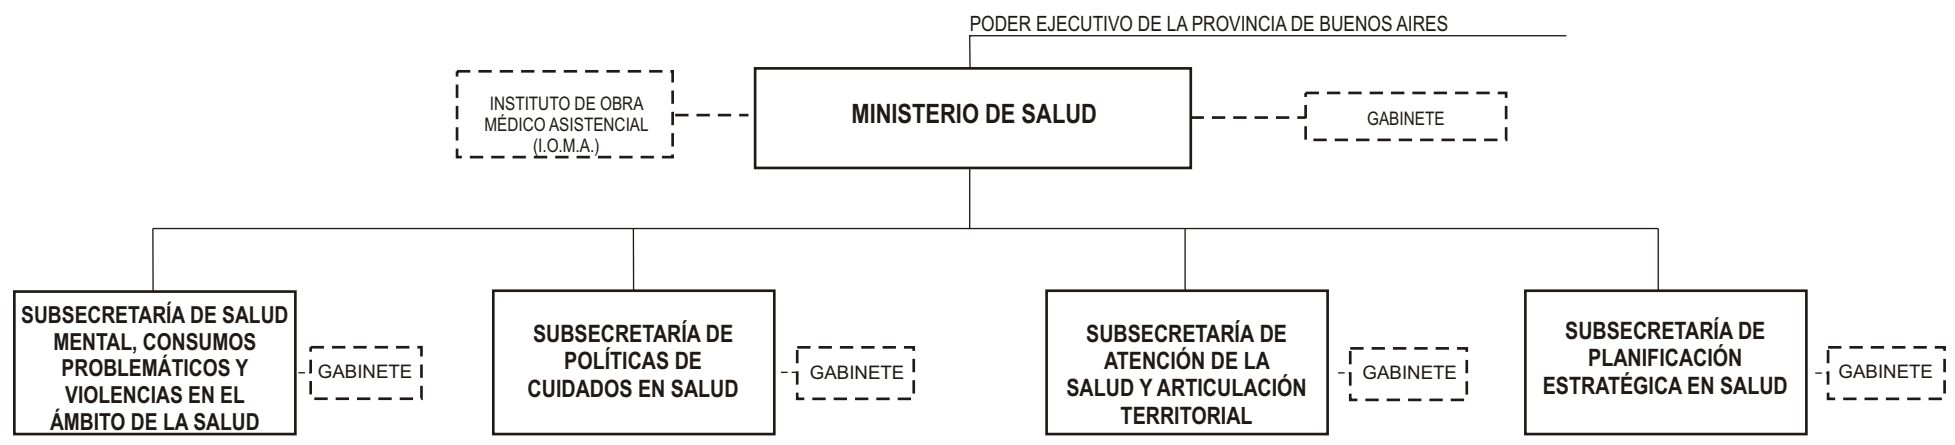 PODER EJECUTIVO DE LA PROVINCIA DE BUENOS AIRES
INSTITUTO DE OBRA
MÉDICO ASISTENCIAL
(I.O.M.A.)
MINISTERIO DE SALUD
GABINETE
SUBSECRETARÍA DE SALUD
MENTAL, CONSUMOS
PROBLEMÁTICOS Y
VIOLENCIAS EN EL
ÁMBITO DE LA SALUD
GABINETE
SUBSECRETARÍA DE
POLÍTICAS DE
CUIDADOS EN SALUD
GABINETE
SUBSECRETARÍA DE
ATENCIÓN DE LA
SALUD Y ARTICULACIÓN
TERRITORIAL
GABINETE
SUBSECRETARÍA DE
PLANIFICACIÓN
ESTRATÉGICA EN SALUD
GABINETE